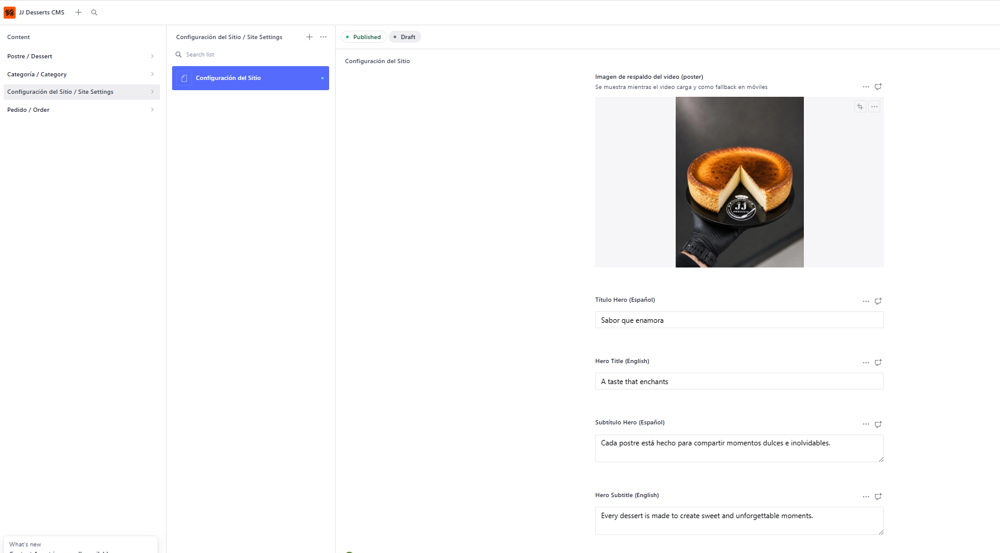 JJ Desserts CMS
Content
Postre / Dessert
Categoría / Category
Configuración del Sitio / Site Settings
Pedido / Order
What's new
Configuración del Sitio / Site Settings
Search list
Configuración del Sitio
Published
Draft
Configuración del Sitio
Imagen de respaldo del video (poster)
Se muestra mientras el video carga y como fallback en móviles
JJ
DESSERTS
Título Hero (Español)
Sabor que enamora
Hero Title (English)
A taste that enchants
Subtítulo Hero (Español)
Cada postre está hecho para compartir momentos dulces e inolvidables.
Hero Subtitle (English)
Every dessert is made to create sweet and unforgettable moments.